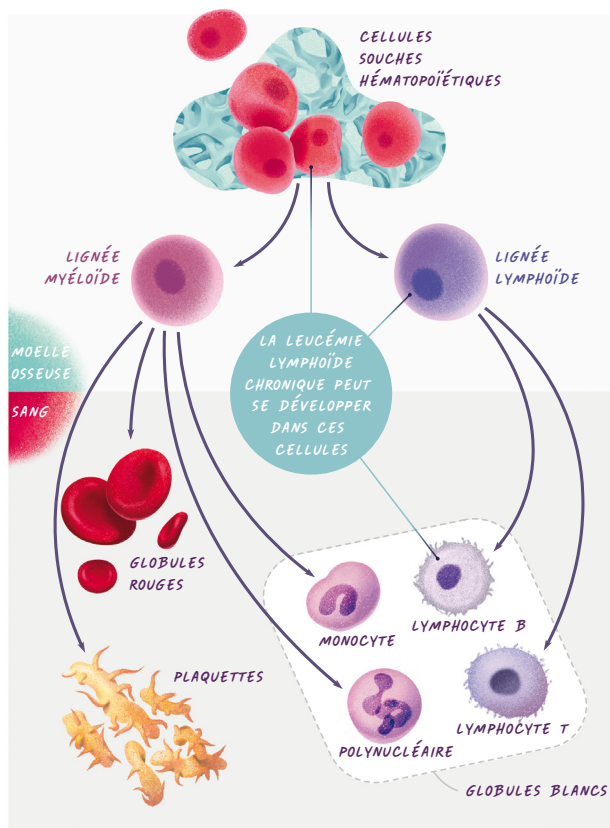 CELLULES
SOUCHES
HÉMATOPOÏÉTIQUES
LIGNÉE
MYÉLOÏDE
LIGNÉE
LYMPHOÏDE
LA LEUCÉMIE
LYMPHOÏDE
CHRONIQUE PEUT
SE DÉVELOPPER
DANS CES
CELLULES
MOELLE
OSSEUSE
SANG
GLOBULES
ROUGES
PLAQUETTES
MONOCYTE
LYMPHOCYTE B
POLYNUCLÉAIRE
LYMPHOCYTE T
GLOBULES BLANCS